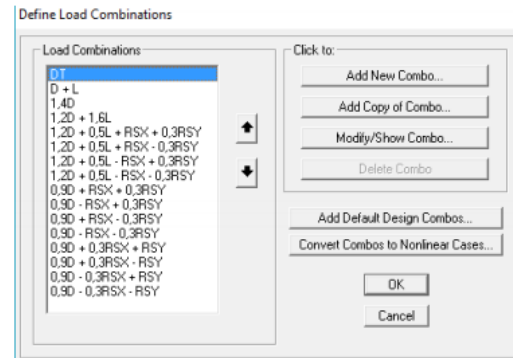 Define Load Combinations
Load Combinations
DT
D + L
1,4D
1,2D + 1,6L
1,2D + 0,5L + RSX + 0,3RSY
1,2D + 0,5L + RSX - 0,3RSY
1,2D + 0,5L - RSX + 0,3RSY
1,2D + 0,5L - RSX - 0,3RSY
0,9D + RSX + 0,3RSY
0,9D - RSX + 0,3RSY
0,9D + RSX - 0,3RSY
0,9D - RSX - 0,3RSY
0,9D + 0,3RSX + RSY
0,9D + 0,3RSX - RSY
0,9D - 0,3RSX + RSY
0,9D - 0,3RSX - RSY
Click to:
Add New Combo...
Add Copy of Combo...
Modify/Show Combo...
Delete Combo
Add Default Design Combos...
Convert Combos to Nonlinear Cases...
OK
Cancel